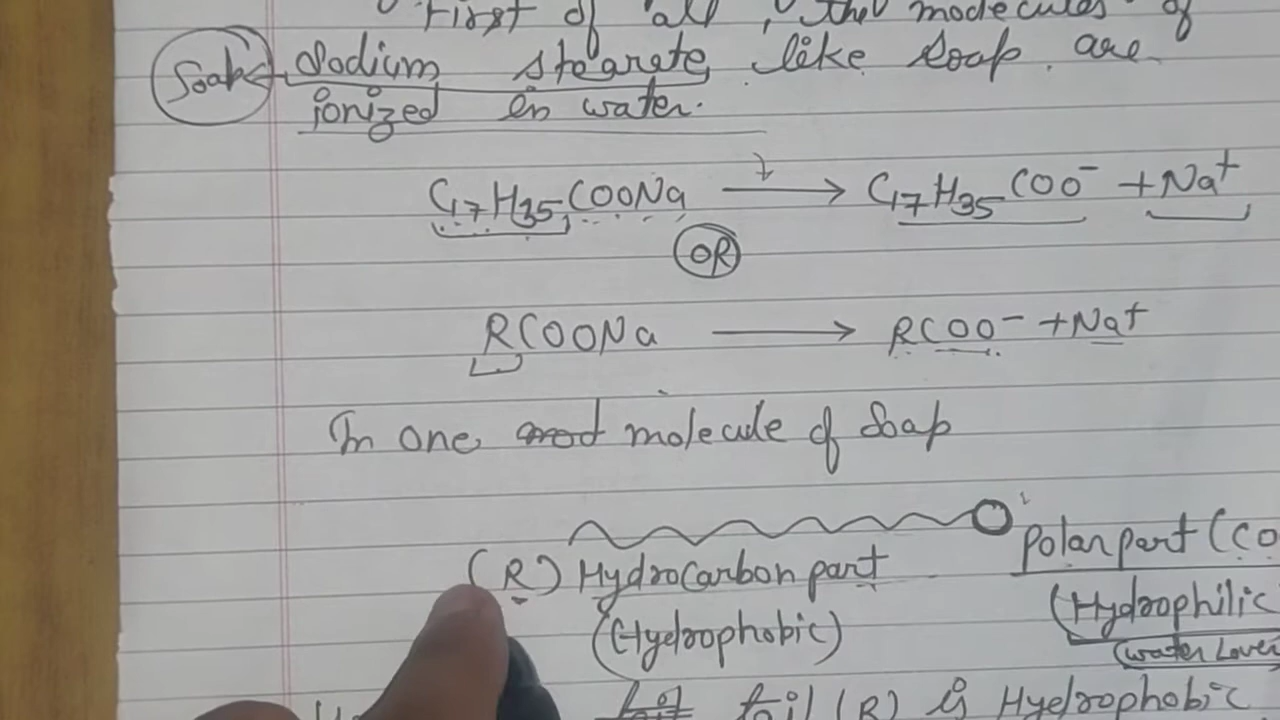 First of all, the molecules of
Soap Sodium stearate like soap are
ionized in water.
C17H35COONa → C17H35COO⁻ + Na⁺
OR
RCOONa → RCOO⁻ + Na⁺
In one molecule of Soap
Polar part (CO
(R) Hydrocarbon part
(Hydrophobic) (Hydrophilic
(water Lover
tail (R) is Hydrophobic